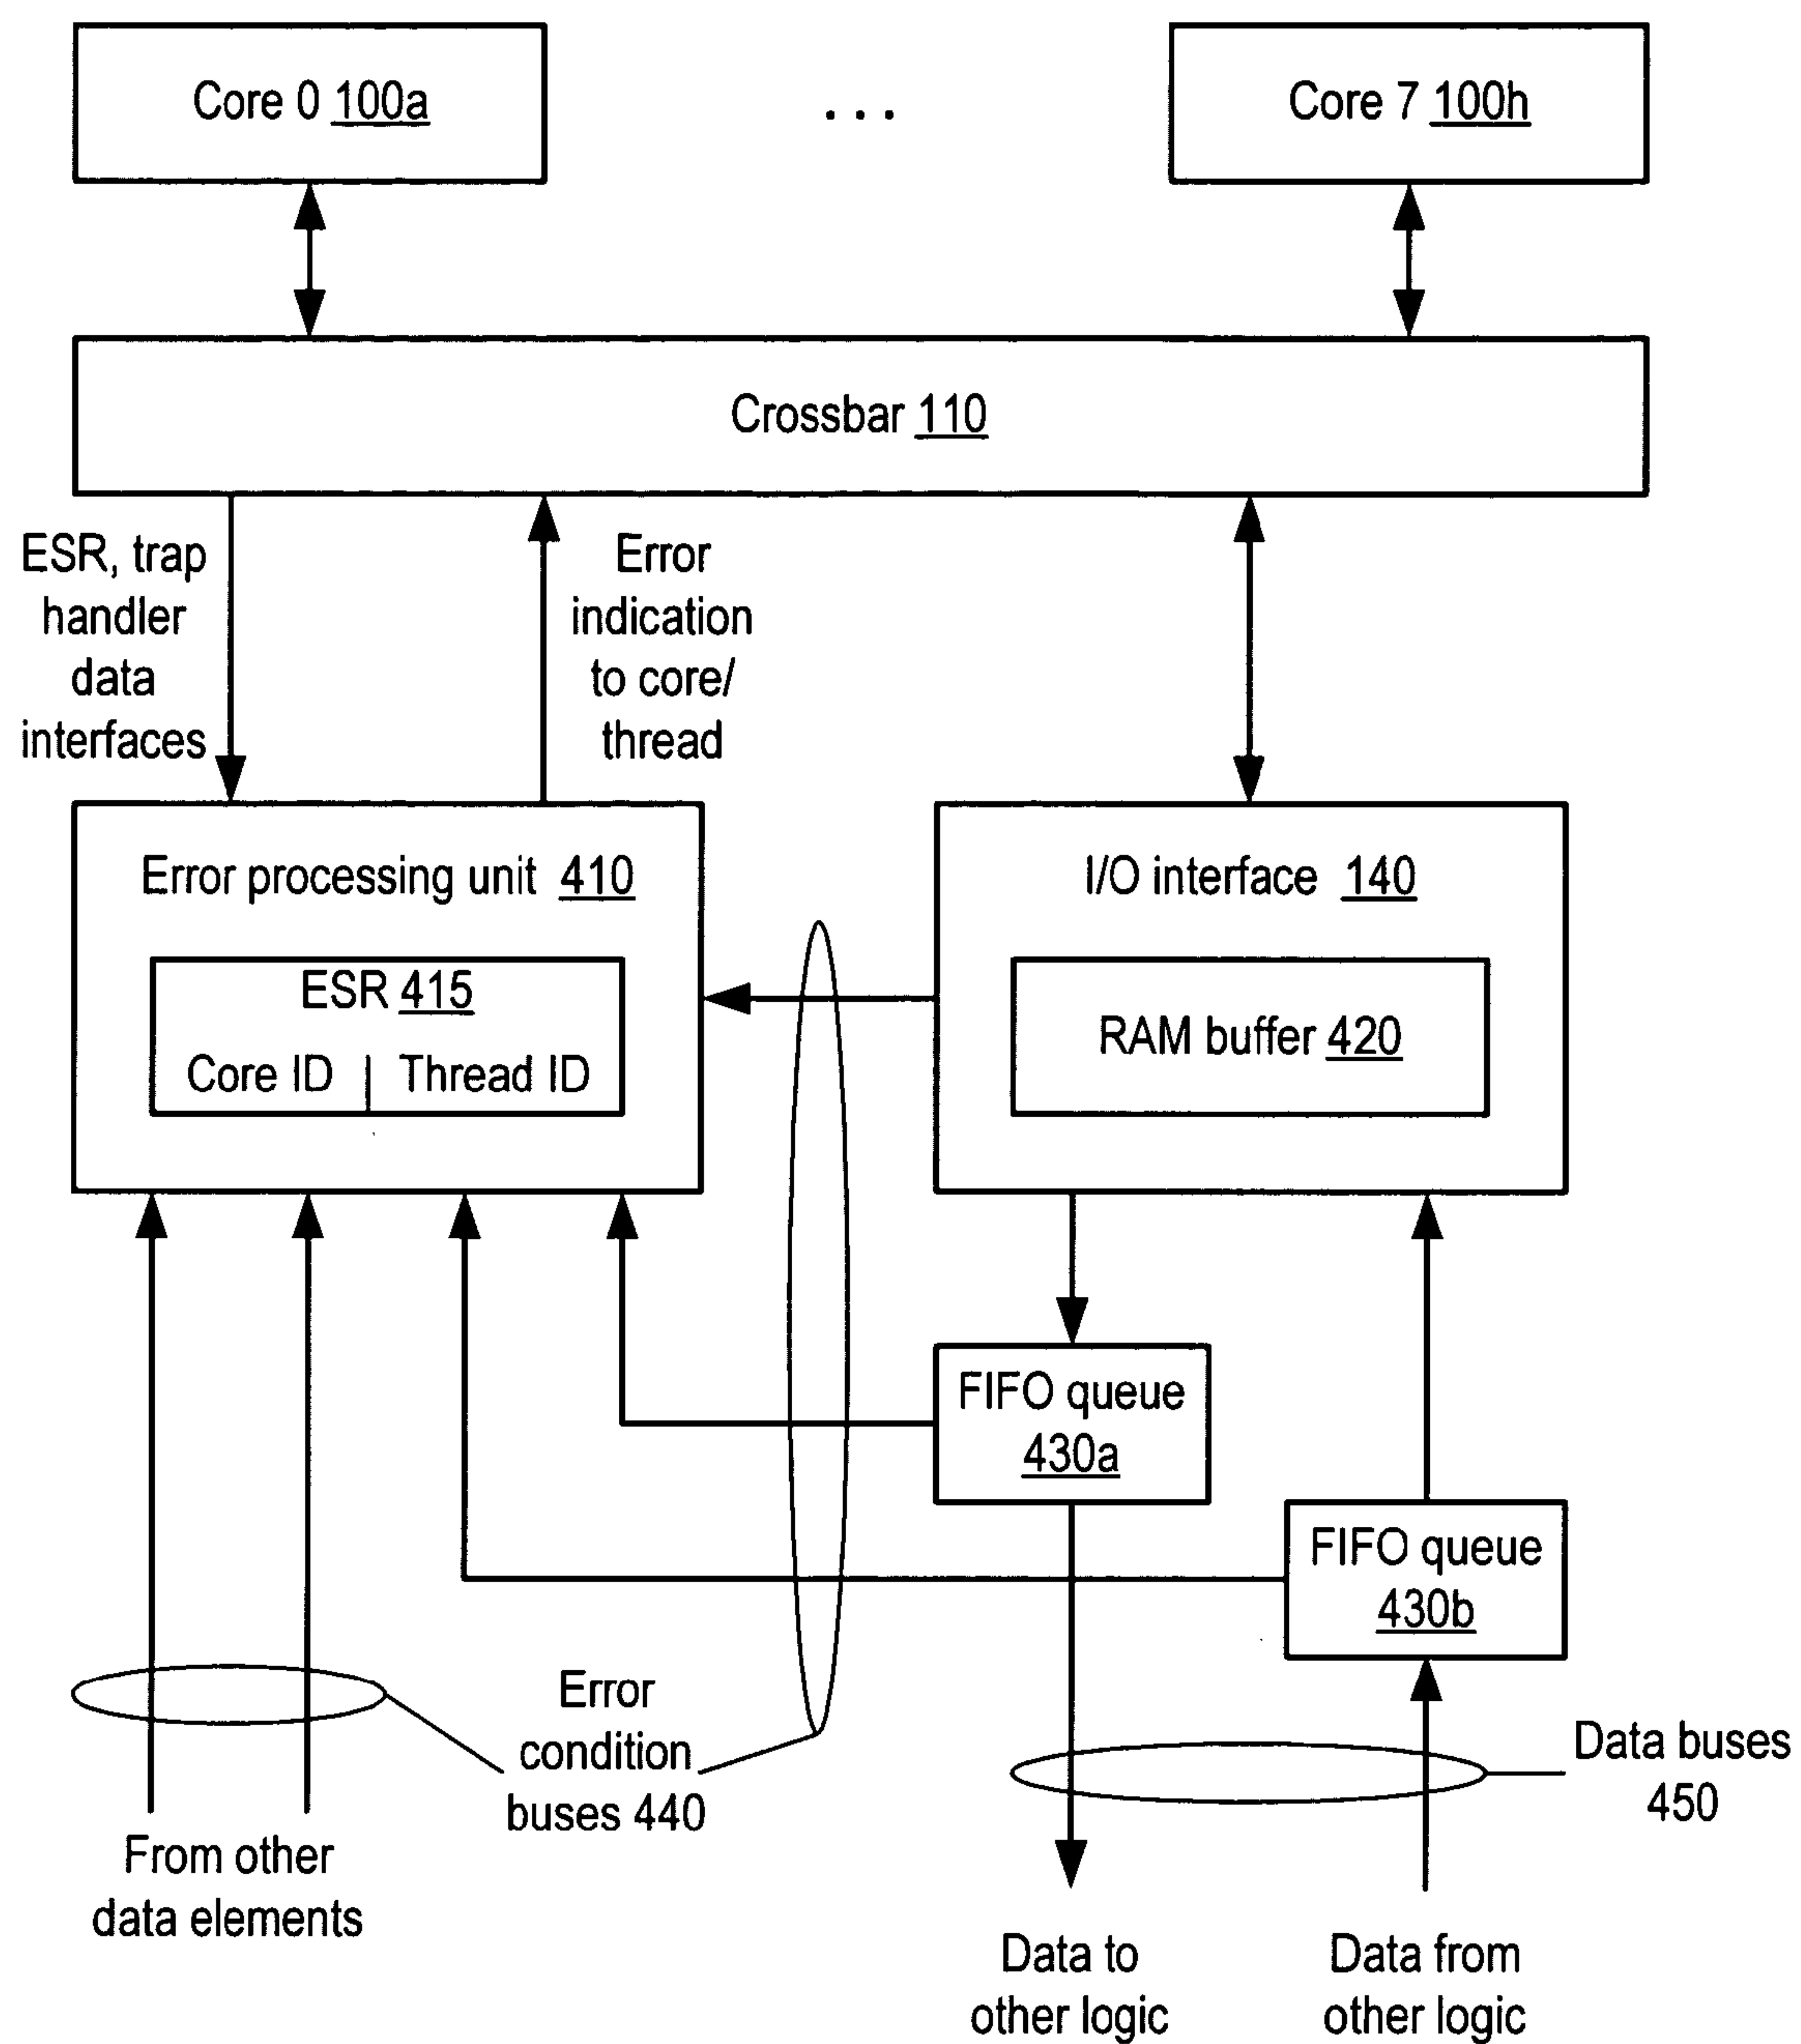 Core 0 100a
...
Core 7 100h
Crossbar 110
ESR, trap
handler
data
interfaces
Error
indication
to core/
thread
Error processing unit 410
ESR 415
Core ID | Thread ID
I/O interface 140
RAM buffer 420
FIFO queue
430a
FIFO queue
430b
Error
condition
buses 440
Data buses
450
From other
data elements
Data to
other logic
Data from
other logic